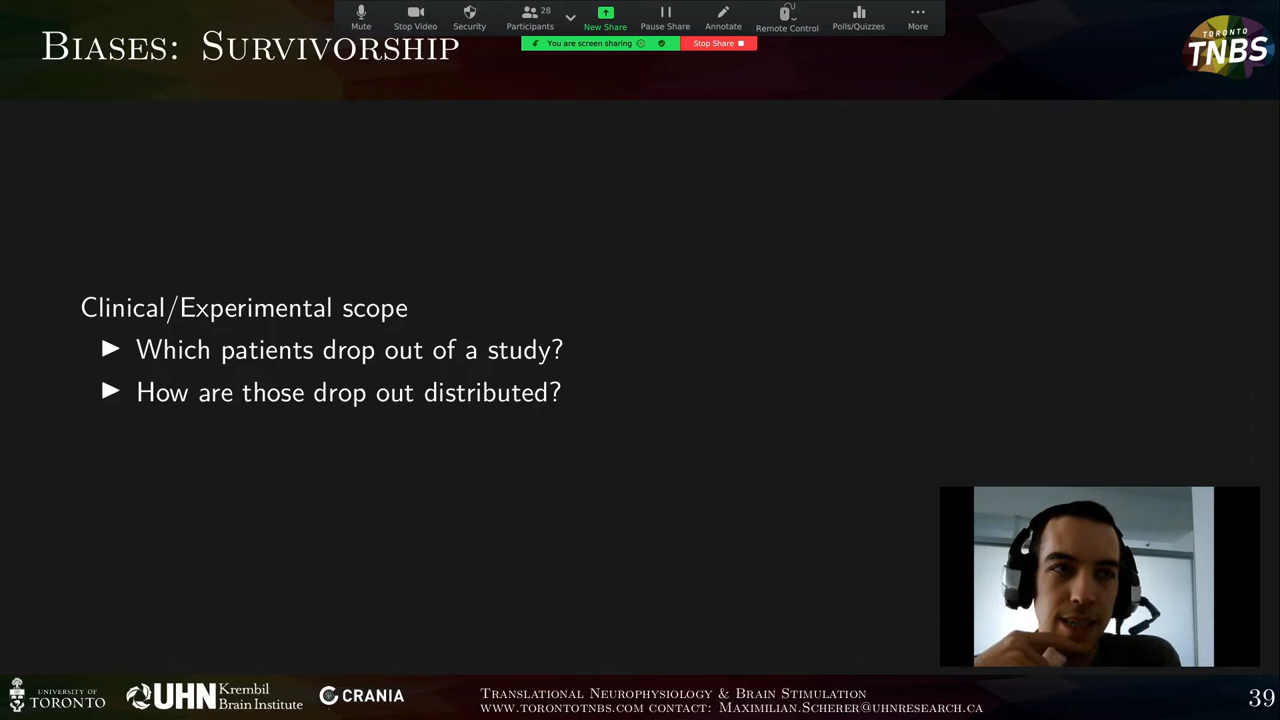 Mute
Stop Video
Security
Participants
28
New Share
Pause Share
Annotate
Remote Control
Polls/Quizzes
More
You are screen sharing
Stop Share
Biases: Survivorship
TORONTO
TNBS
Clinical/Experimental scope
▶ Which patients drop out of a study?
▶ How are those drop out distributed?
UNIVERSITY OF
TORONTO
UHN
Krembil
Brain Institute
CRANIA
Translational Neurophysiology & Brain Stimulation
www.torontotnbs.com contact: Maximilian.Scherer@uhnresearch.ca
39